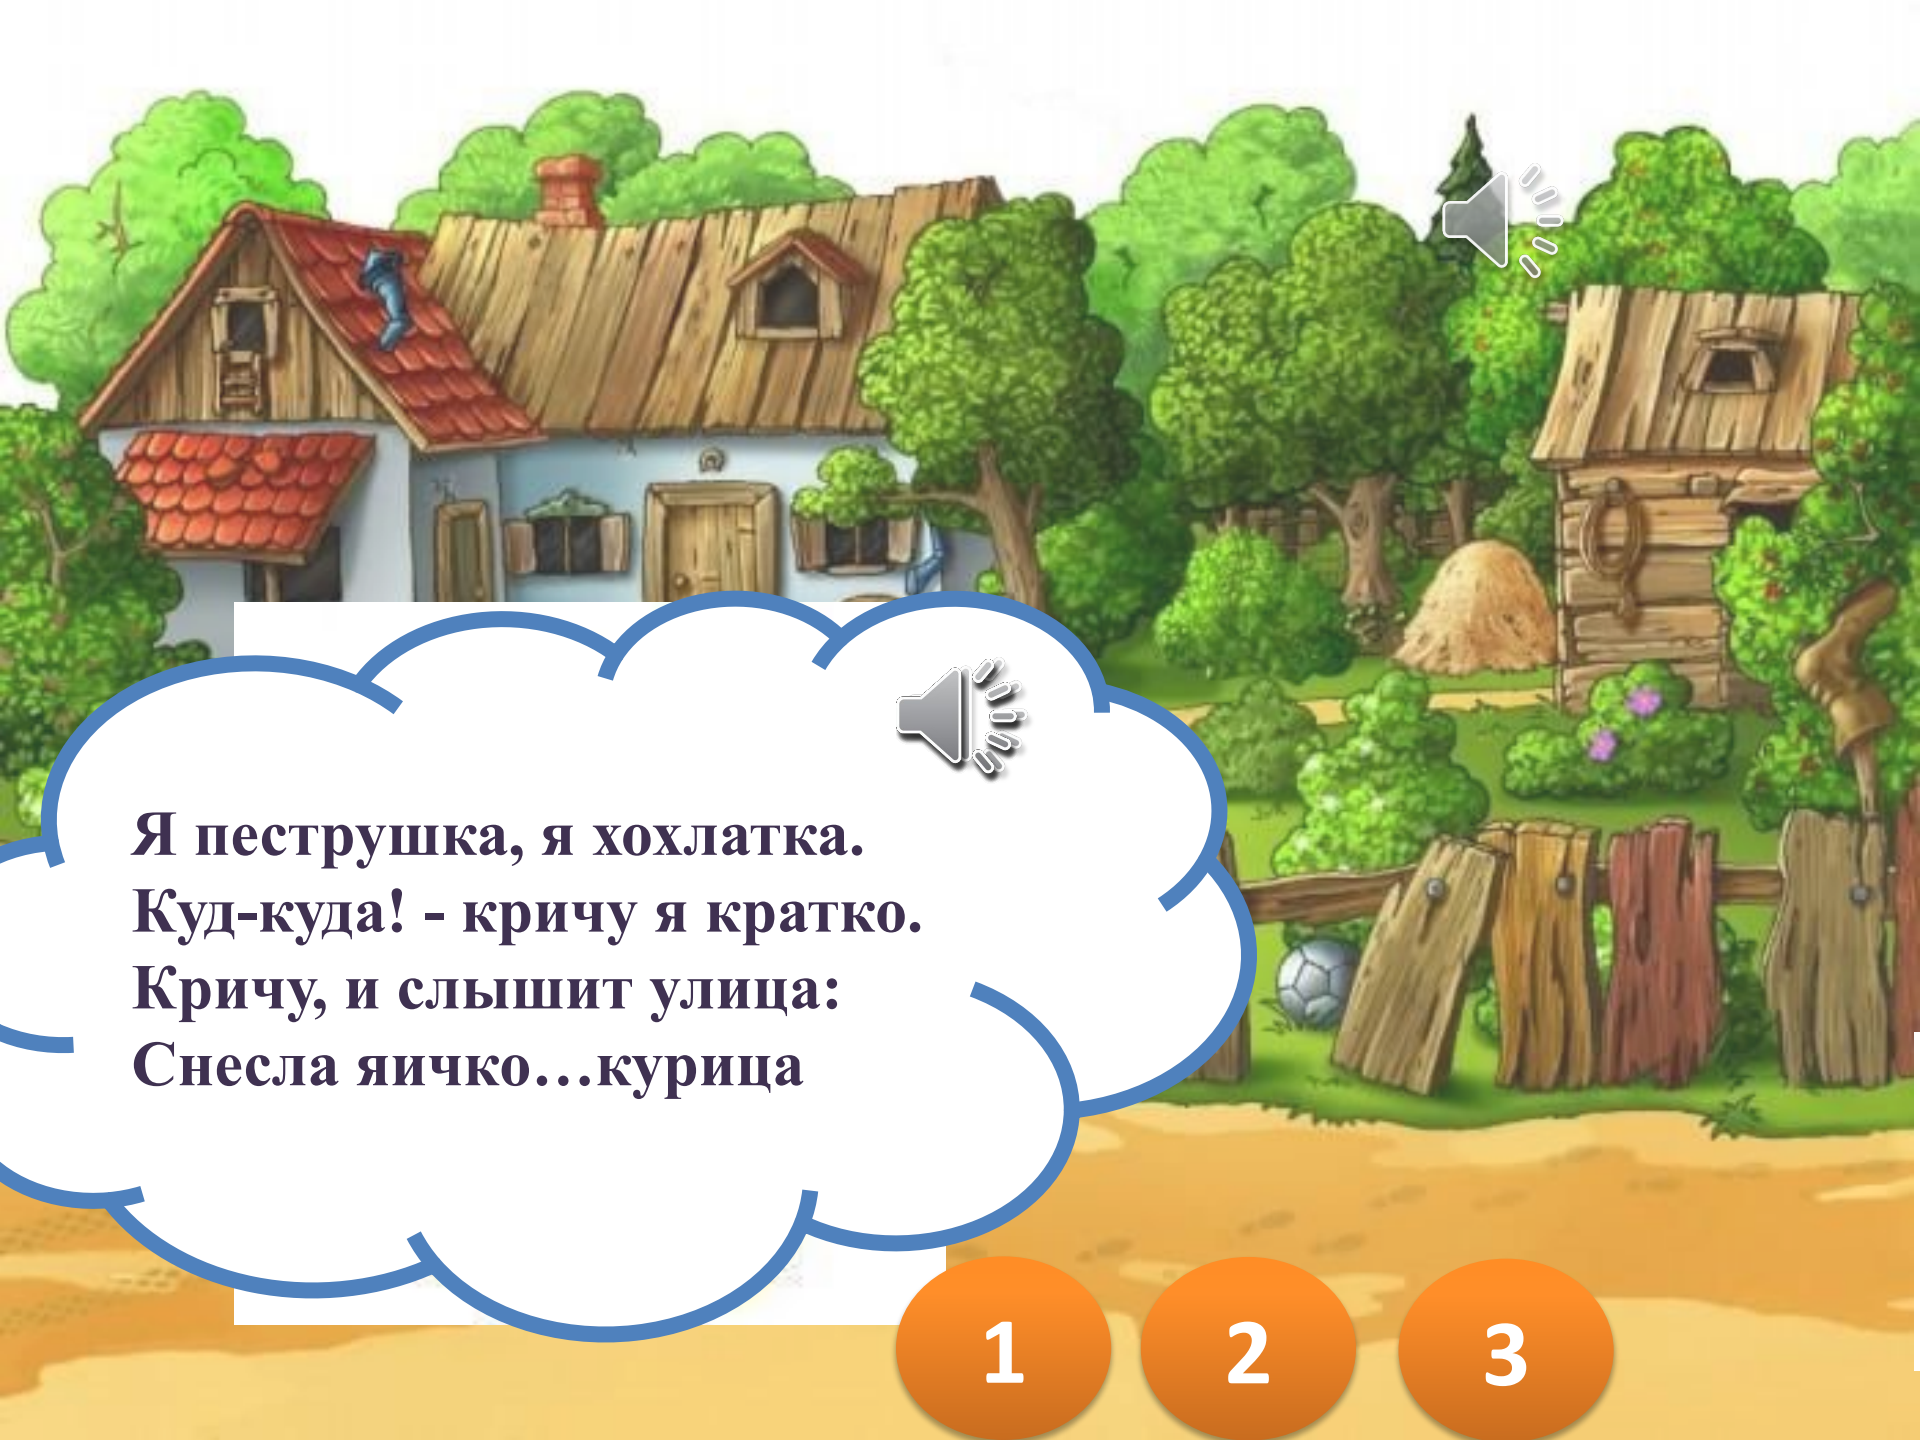 Я пеструшка, я хохлатка.
Куд-куда! - кричу я кратко.
Кричу, и слышит улица:
Снесла яичко…курица
1 2 3